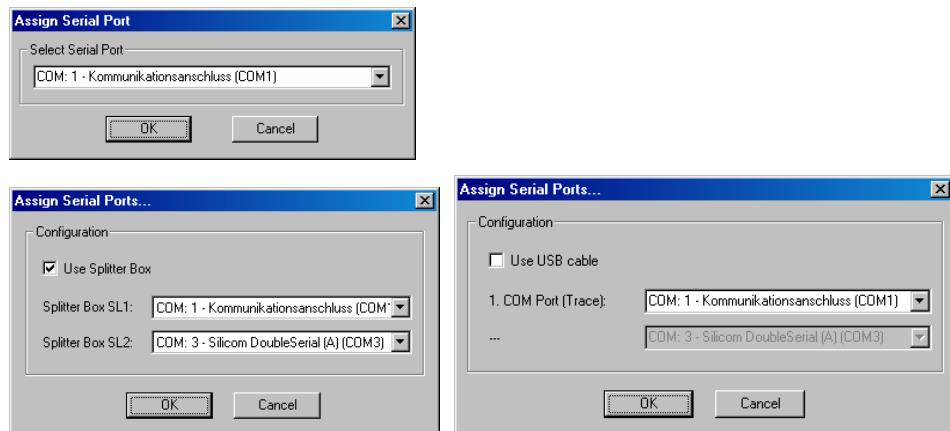 Assign Serial Port
Select Serial Port
COM: 1 - Kommunikationsanschluss (COM1)
OK Cancel
Assign Serial Ports...
Configuration
Use Splitter Box
Splitter Box SL1: COM: 1 - Kommunikationsanschluss (COM1
Splitter Box SL2: COM: 3 - Silicom DoubleSerial (A) (COM3)
OK Cancel
Assign Serial Ports...
Configuration
Use USB cable
1. COM Port (Trace): COM: 1 - Kommunikationsanschluss (COM1)
... COM: 3 - Silicom DoubleSerial (A) (COM3)
OK Cancel